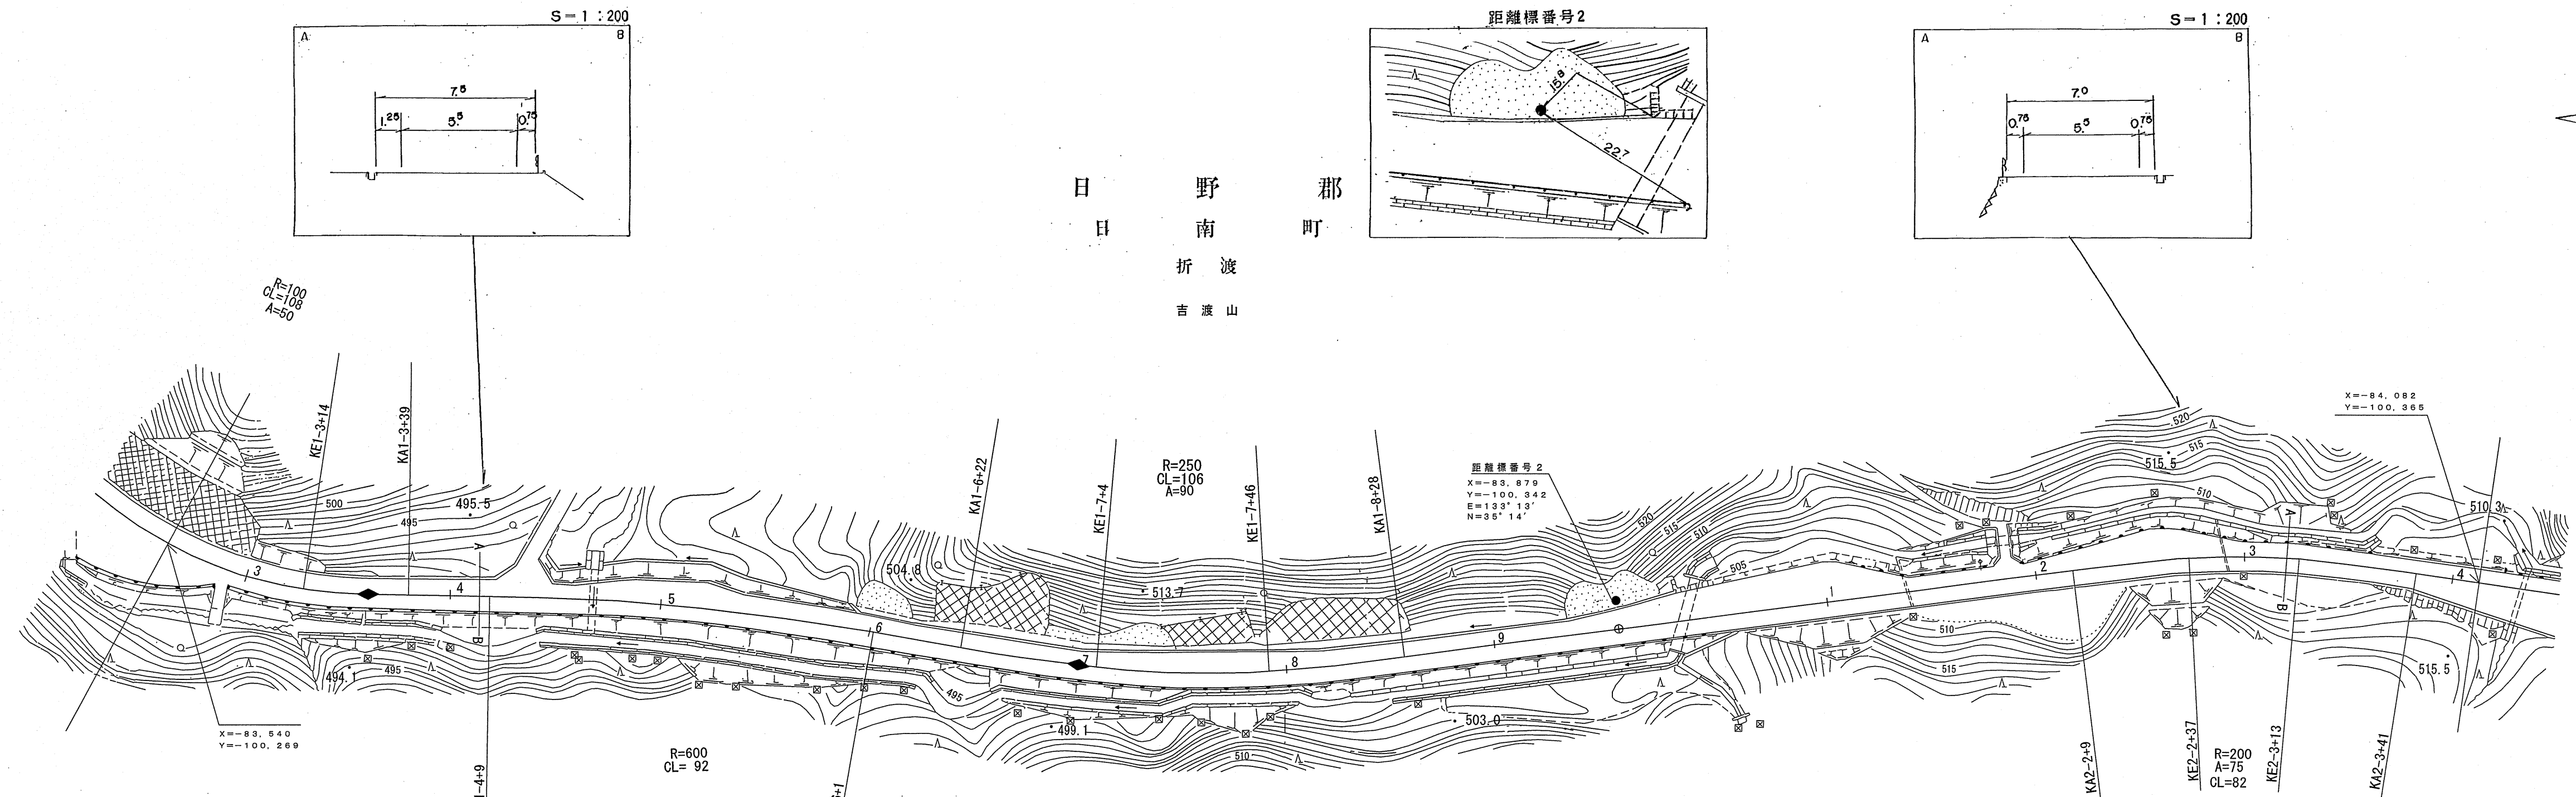 S=1:200
A B
7.5
1.25 5.5 0.75
距離標番号2
15.8
22.7
S=1:200
A B
7.0
0.75 5.5 0.75
日野郡
日南町
折渡
吉渡山
R=100
CL=108
A=50
KE1-3+14
KA1-3+39
500
495.5
495
A
3
4
5
6
B
494.1
495
X=-83,540
Y=-100,269
R=600
CL= 92
KA1-6+22
KE1-7+4
R=250
CL=106
A=90
KE1-7+46
KA1-8+28
504.8
513.7
7
8
9
495
499.1
503.0
510
距離標番号2
X=-83,879
Y=-100,342
E=133°13′
N=35°14′
520
515
510
505
1
2
3
4
520
515
515.5
510
A
B
X=-84,082
Y=-100,365
510.3
510
515
515.5
KA2-2+9
KE2-2+37
R=200
A=75
CL=82
KE2-3+13
KA2-3+41